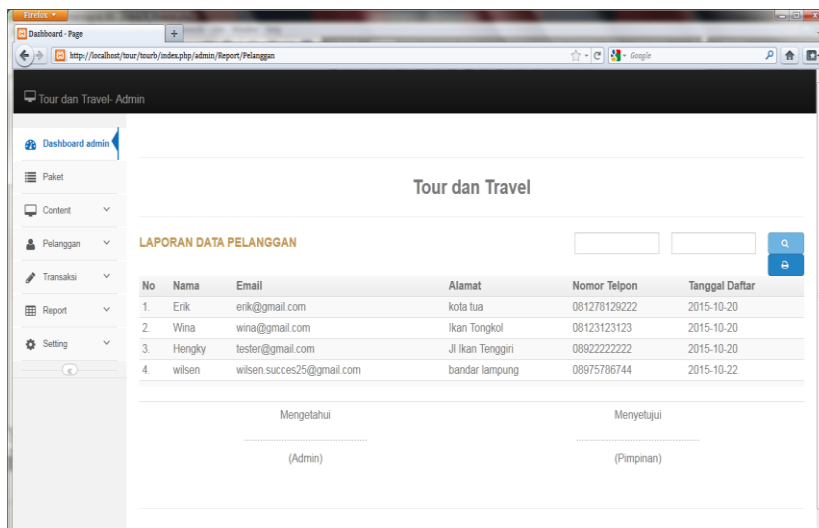 Firefox
Dashboard - Page
http://localhost/tour/tourb/index.php/admin/Report/Pelanggan
Google
Tour dan Travel- Admin
Dashboard admin
Paket
Content
Pelanggan
Transaksi
Report
Setting
Tour dan Travel
LAPORAN DATA PELANGGAN
No Nama Email Alamat Nomor Telpon Tanggal Daftar
1. Erik erik@gmail.com kota tua 081278129222 2015-10-20
2. Wina wina@gmail.com Ikan Tongkol 08123123123 2015-10-20
3. Hengky tester@gmail.com Jl Ikan Tenggiri 08922222222 2015-10-20
4. wilsen wilsen.succes25@gmail.com bandar lampung 08975786744 2015-10-22
Mengetahui Menyetujui
(Admin) (Pimpinan)